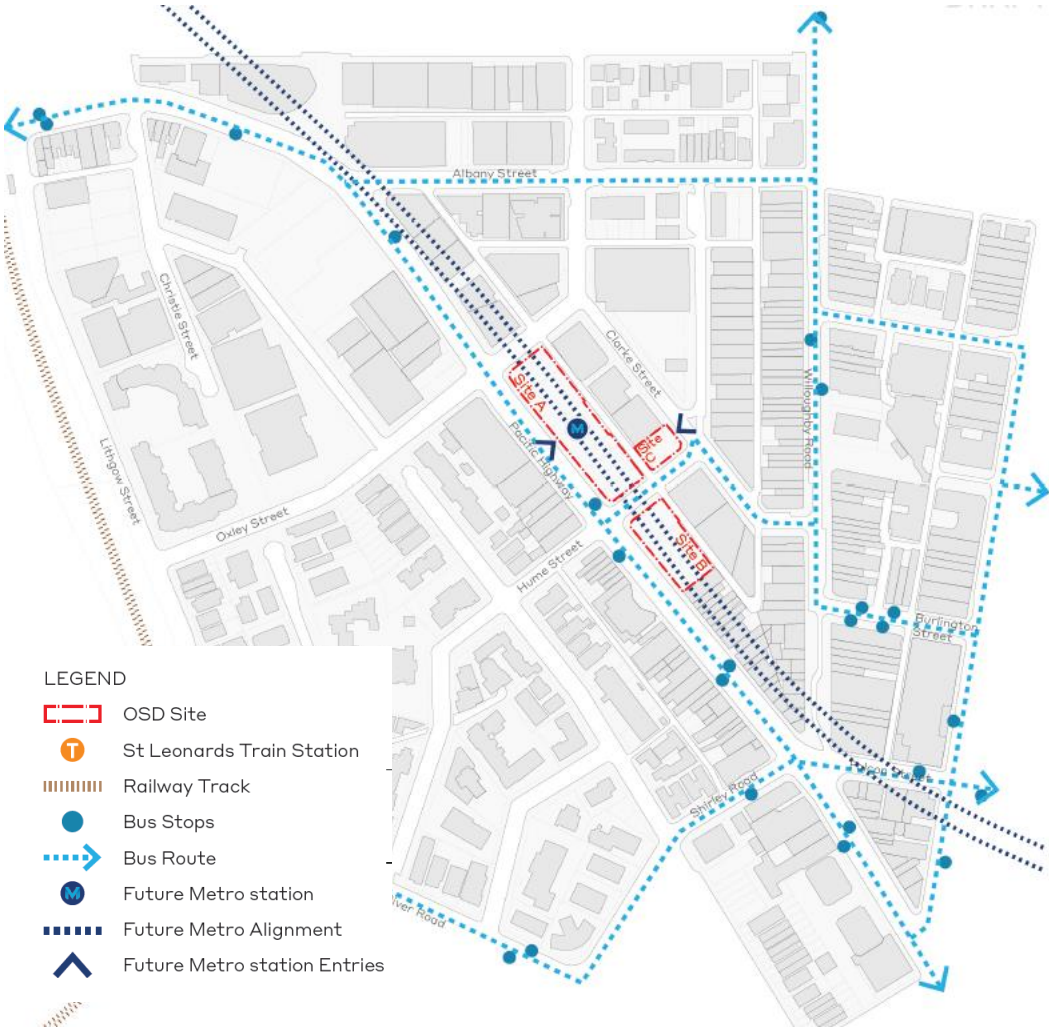 Albany Street
Christie Street
Clarke Street
Site A
Willoughby Road
Site C
Pacific Highway
Lithgow Street
Oxley Street
Site B
Hume Street
Burlington
Street
Shirley Road
Road
LEGEND
OSD Site
T
St Leonards Train Station
Railway Track
Bus Stops
Bus Route
M
Future Metro station
Future Metro Alignment
Future Metro station Entries
M